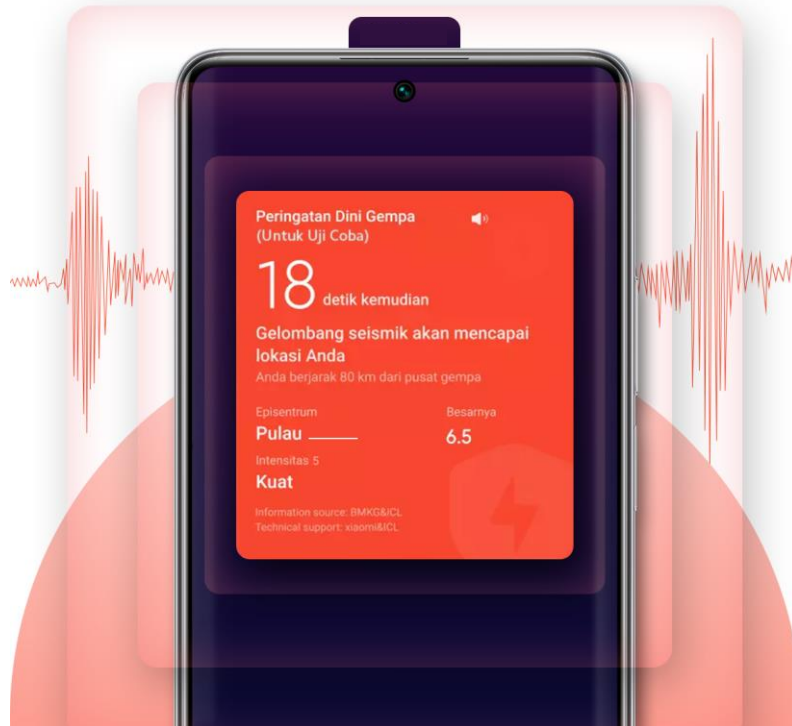 Peringatan Dini Gempa
(Untuk Uji Coba)
18 detik kemudian
Gelombang seismik akan mencapai
lokasi Anda
Anda berjarak 80 km dari pusat gempa
Episentrum
Pulau ______
Besarnya
6.5
Intensitas 5
Kuat
Information source: BMKG&ICL
Technical support: xiaomi&ICL